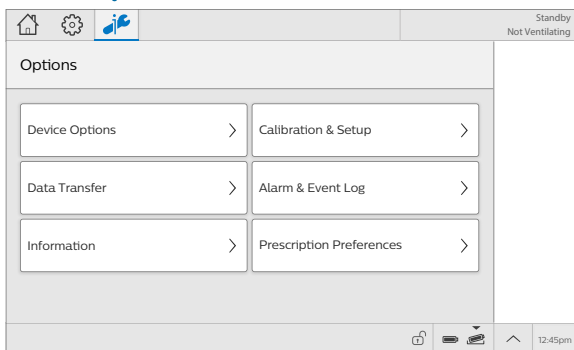 Standby
Not Ventilating
Options
Device Options
Calibration & Setup
Data Transfer
Alarm & Event Log
Information
Prescription Preferences
12:45pm